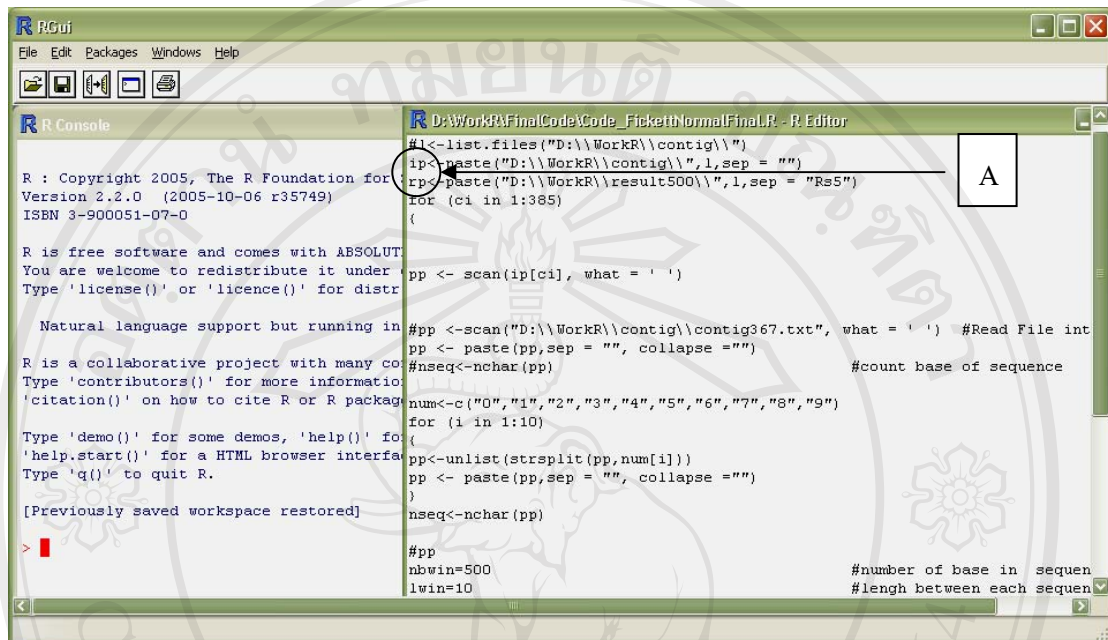 RGui
File Edit Packages Windows Help
R Console
R : Copyright 2005, The R Foundation for
Version 2.2.0 (2005-10-06 r35749)
ISBN 3-900051-07-0
R is free software and comes with ABSOLUT
You are welcome to redistribute it under
Type 'license()' or 'licence()' for distr
Natural language support but running in
R is a collaborative project with many co
Type 'contributors()' for more informatio
'citation()' on how to cite R or R packag
Type 'demo()' for some demos, 'help()' fo
'help.start()' for a HTML browser interfa
Type 'q()' to quit R.
[Previously saved workspace restored]
>
D:\WorkR\FinalCode\Code_FickettNormalFinal.R - R Editor
#l<-list.files("D:\\WorkR\\contig\\")
ip<-paste("D:\\WorkR\\contig\\",l,sep = "")
rp<-paste("D:\\WorkR\\result500\\",l,sep = "Rs5")
for (ci in 1:385)
{
pp <- scan(ip[ci], what = ' ')
#pp <-scan("D:\\WorkR\\contig\\contig367.txt", what = ' ') #Read File int
pp <- paste(pp,sep = "", collapse ="")
#nseq<-nchar(pp) #count base of sequence
num<-c("0","1","2","3","4","5","6","7","8","9")
for (i in 1:10)
{
pp<-unlist(strsplit(pp,num[i]))
pp <- paste(pp,sep = "", collapse ="")
}
nseq<-nchar(pp)
#pp
nbwin=500 #number of base in sequen
lwin=10 #lengh between each sequen
A